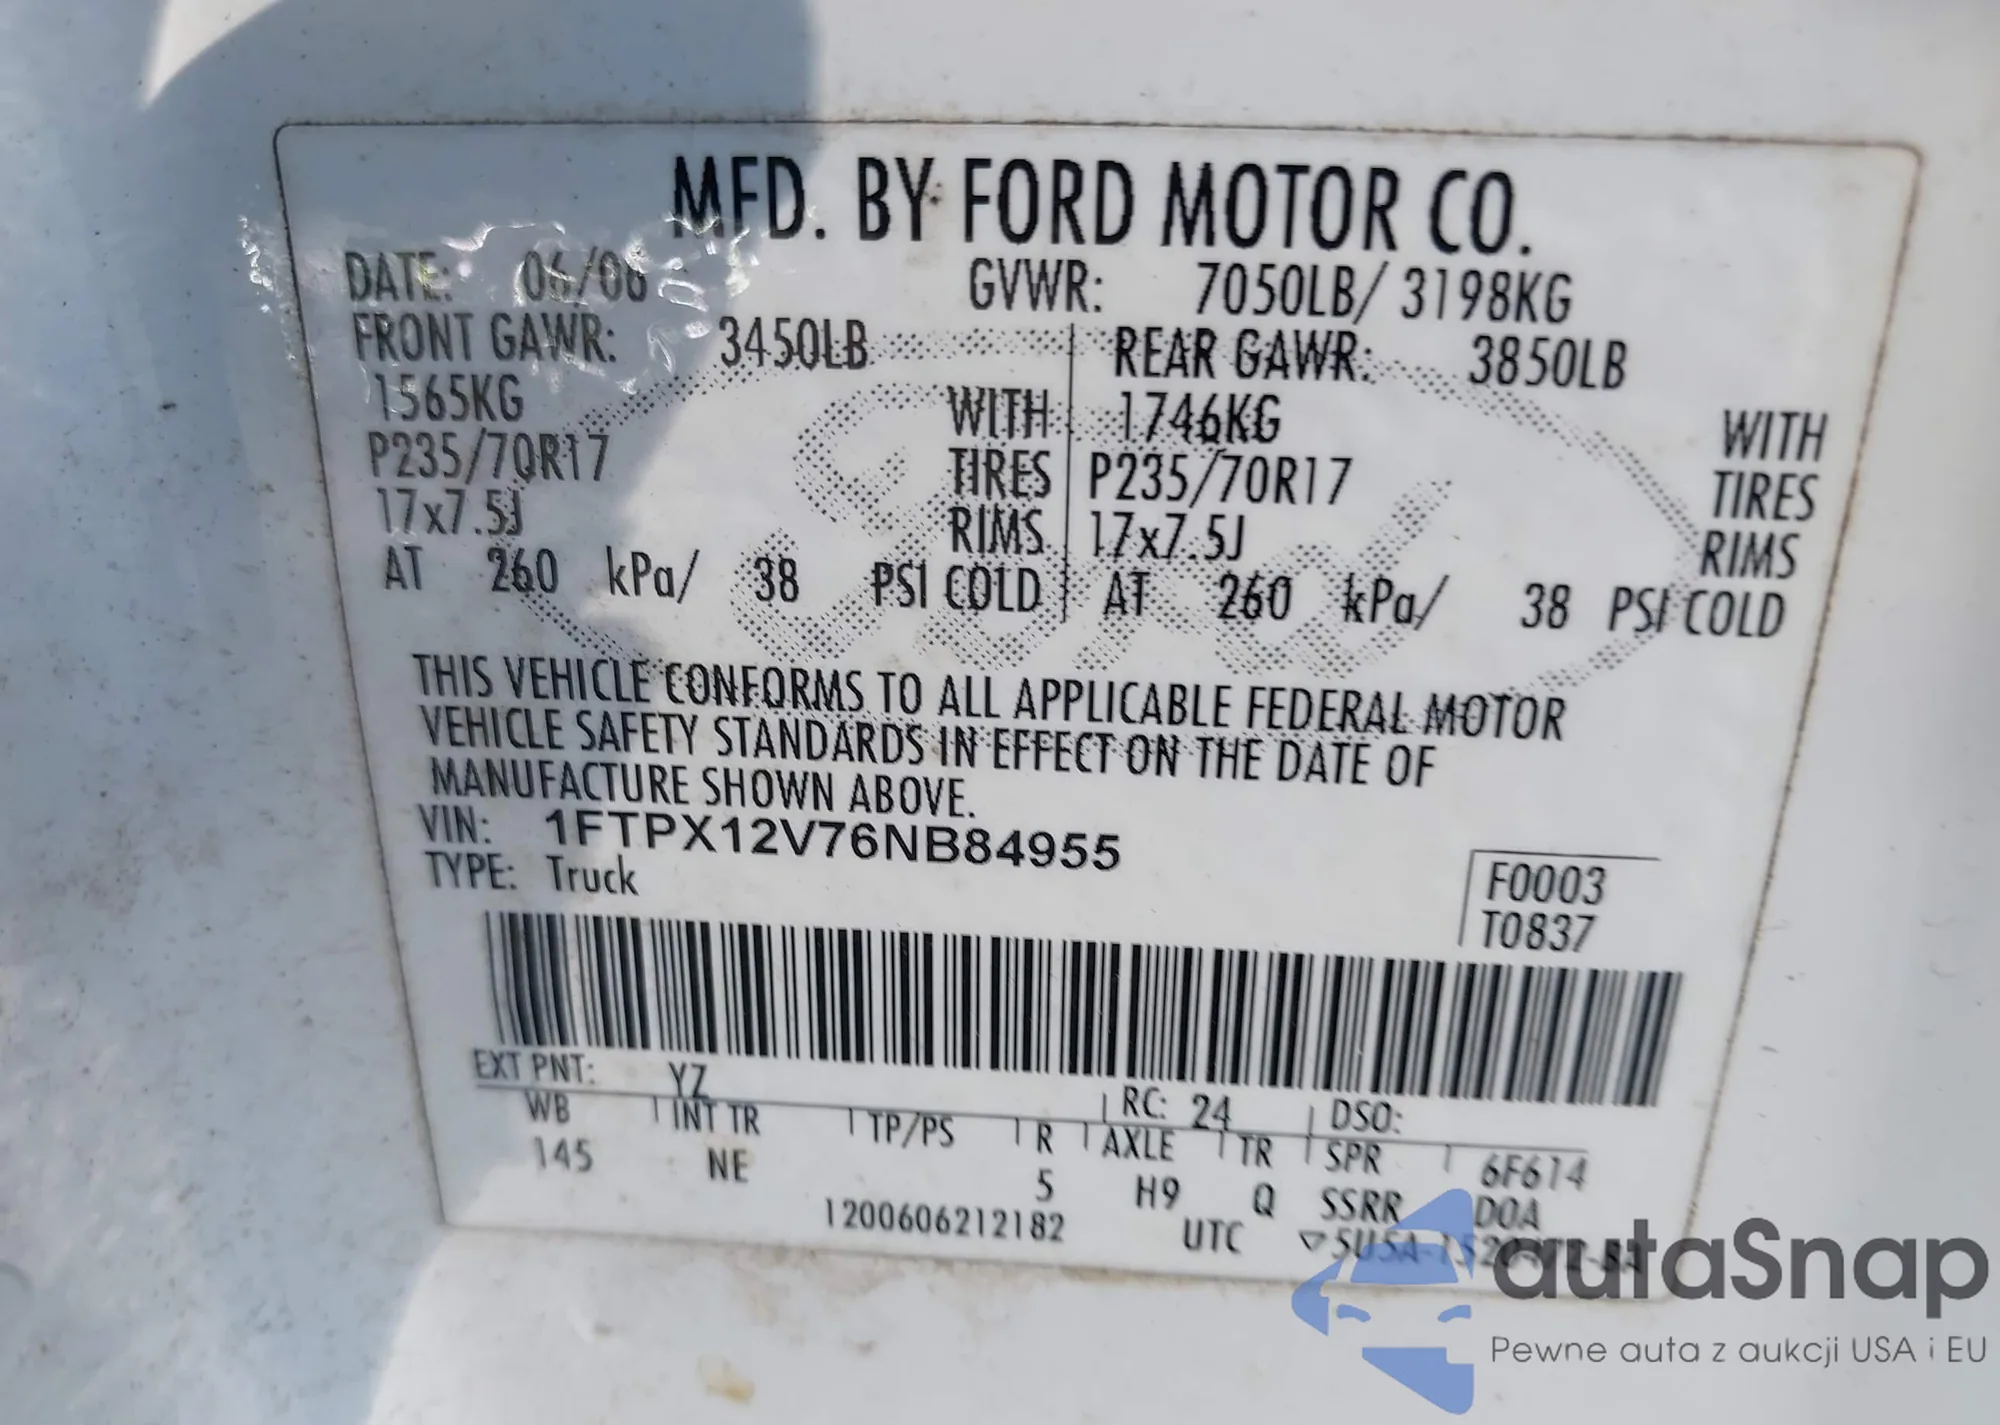 MFD. BY FORD MOTOR CO.
DATE: 06/06 GVWR: 7050LB/ 3198KG
FRONT GAWR: 3450LB REAR GAWR: 3850LB
1565KG WITH 1746KG WITH
P235/70R17 TIRES P235/70R17 TIRES
17x7.5J RIMS 17x7.5J RIMS
AT 260 kPa/ 38 PSI COLD AT 260 kPa/ 38 PSI COLD
Ford
THIS VEHICLE CONFORMS TO ALL APPLICABLE FEDERAL MOTOR
VEHICLE SAFETY STANDARDS IN EFFECT ON THE DATE OF
MANUFACTURE SHOWN ABOVE.
VIN: 1FTPX12V76NB84955
TYPE: Truck
F0003
T0837
EXT PNT: YZ RC: 24 DSO:
WB INT TR TP/PS R AXLE TR SPR 6F614
145 NE 5 H9 Q SSRR DOA
1200606212182 UTC
autaSnap
Pewne auta z aukcji USA i EU